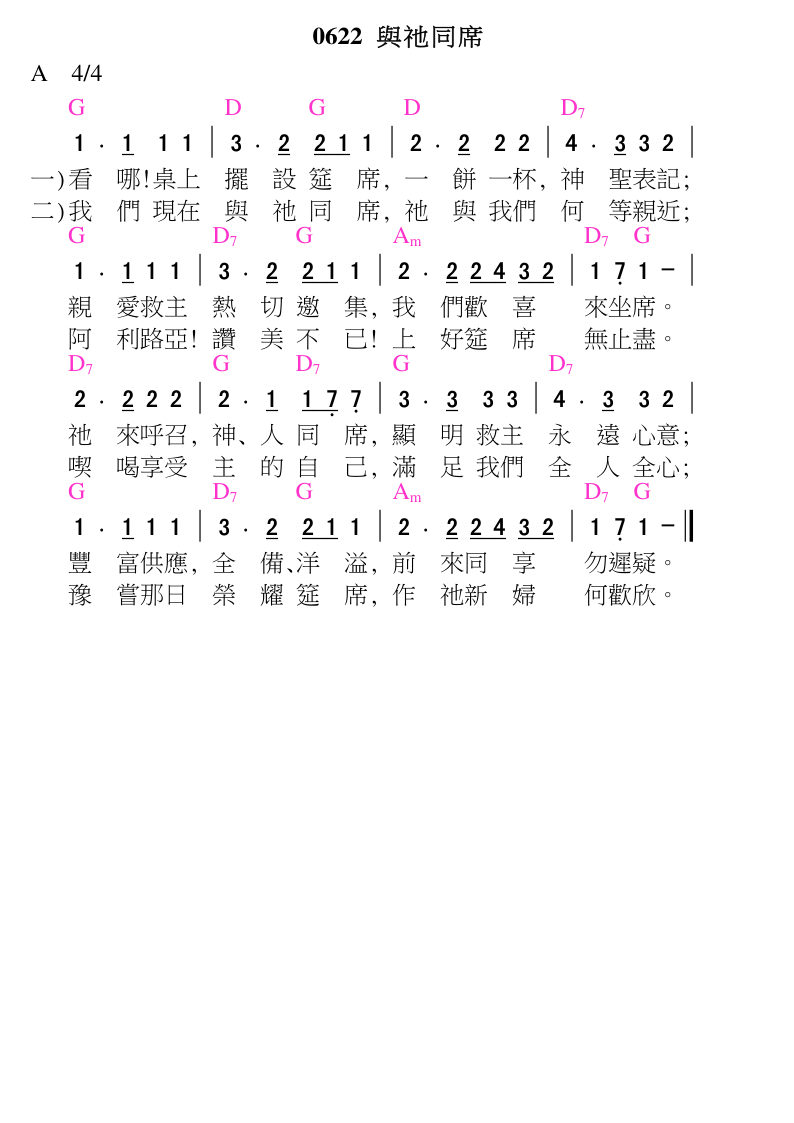 0622 與祂同席
A 4/4
G D G D D7
1 · 1 1 1 | 3 · 2 2 1 1 | 2 · 2 2 2 | 4 · 3 3 2 |
一)看 哪!桌上 擺 設 筵 席, 一 餅 一杯, 神 聖表記;
二)我 們 現在 與 祂 同 席, 祂 與 我們 何 等親近;
G D7 G Am D7 G
1 · 1 1 1 | 3 · 2 2 1 1 | 2 · 2 2 4 3 2 | 1 7 1 - |
親 愛救主 熱 切 邀 集, 我 們歡 喜 來坐席。
阿 利路亞! 讚 美 不 已! 上 好筵 席 無止盡。
D7 G D7 G D7
2 · 2 2 2 | 2 · 1 1 7 7 | 3 · 3 3 3 | 4 · 3 3 2 |
祂 來呼召, 神、人 同 席, 顯 明 救主 永 遠 心意;
喫 喝享受 主 的 自 己, 滿 足 我們 全 人 全心;
G D7 G Am D7 G
1 · 1 1 1 | 3 · 2 2 1 1 | 2 · 2 2 4 3 2 | 1 7 1 - ‖
豐 富供應, 全 備、洋 溢, 前 來同 享 勿遲疑。
豫 嘗那日 榮 耀 筵 席, 作 祂新 婦 何歡欣。